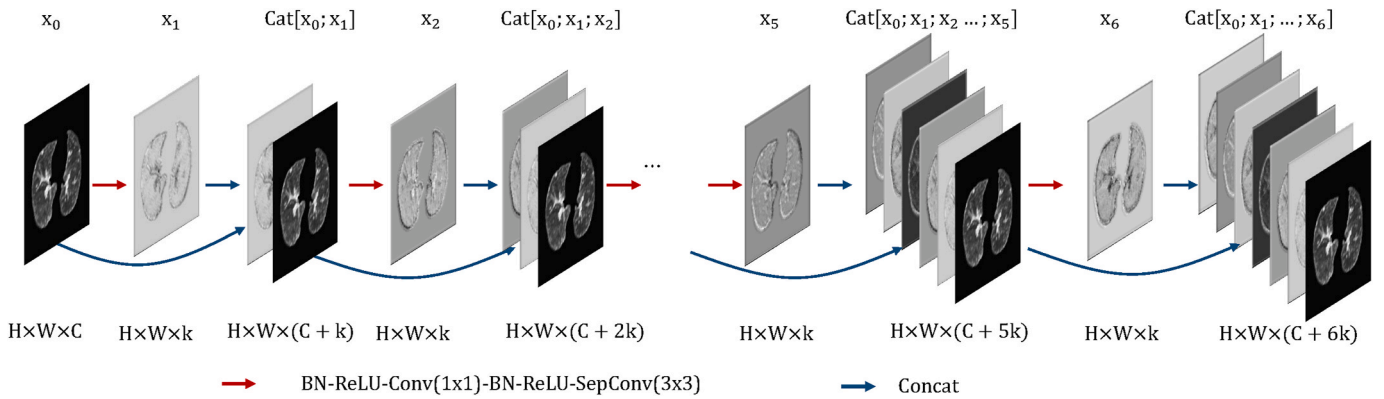 x₀ x₁ Cat[x₀; x₁] x₂ Cat[x₀; x₁; x₂] x₅ Cat[x₀; x₁; x₂ ...; x₅] x₆ Cat[x₀; x₁; ...; x₆]
...
H×W×C H×W×k H×W×(C + k) H×W×k H×W×(C + 2k) H×W×k H×W×(C + 5k) H×W×k H×W×(C + 6k)
BN-ReLU-Conv(1x1)-BN-ReLU-SepConv(3x3) Concat